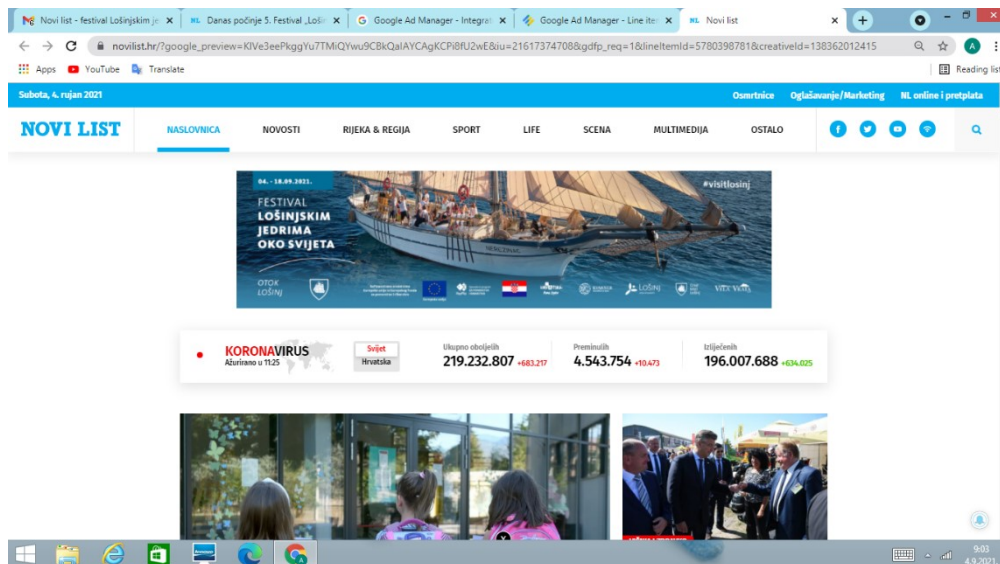 Novi list - festival Lošinjskim je
Danas počinje 5. Festival „Loši
Google Ad Manager - Integrat
Google Ad Manager - Line ite
Novi list
novilist.hr/?google_preview=KIVe3eePkggYu7TMiQYwu9CBkQaIAYCAgKCPi8fU2wE&iu=21617374708&gdfp_req=1&lineItemId=5780398781&creativeId=138362012415
Apps YouTube Translate Reading list
Subota, 4. rujan 2021 Osmrtnice Oglašavanje/Marketing NL online i pretplata
NOVI LIST NASLOVNICA NOVOSTI RIJEKA & REGIJA SPORT LIFE SCENA MULTIMEDIJA OSTALO
04. - 18.09.2021. #visitlosinj
FESTIVAL
LOŠINJSKIM
JEDRIMA
OKO SVIJETA
OTOK
LOŠINJ
KORONAVIRUS
Ažurirano u 11:25
Svijet
Hrvatska
Ukupno oboljelih
219.232.807 +683.217
Preminulih
4.543.754 +10.473
Izliječenih
196.007.688 +634.025
9:03
4.9.2021